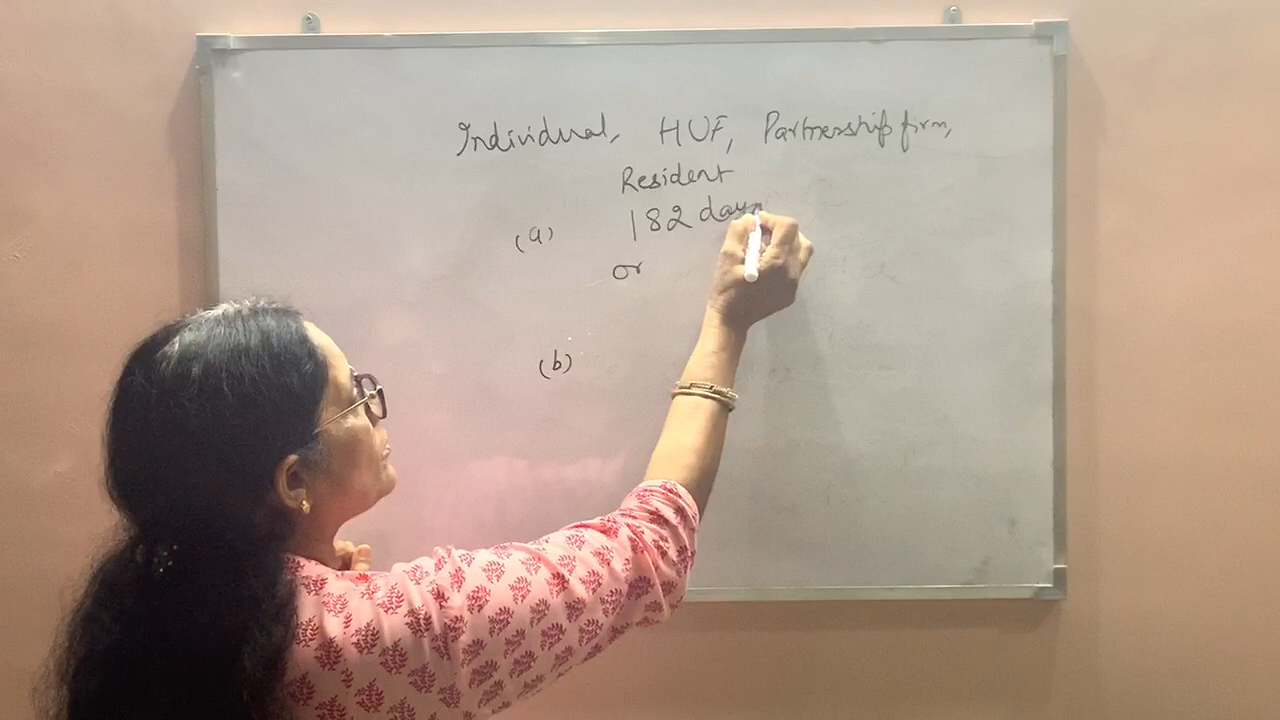 Individual, HUF, Partnership firm,
Resident
(a) 182 days
or
(b)